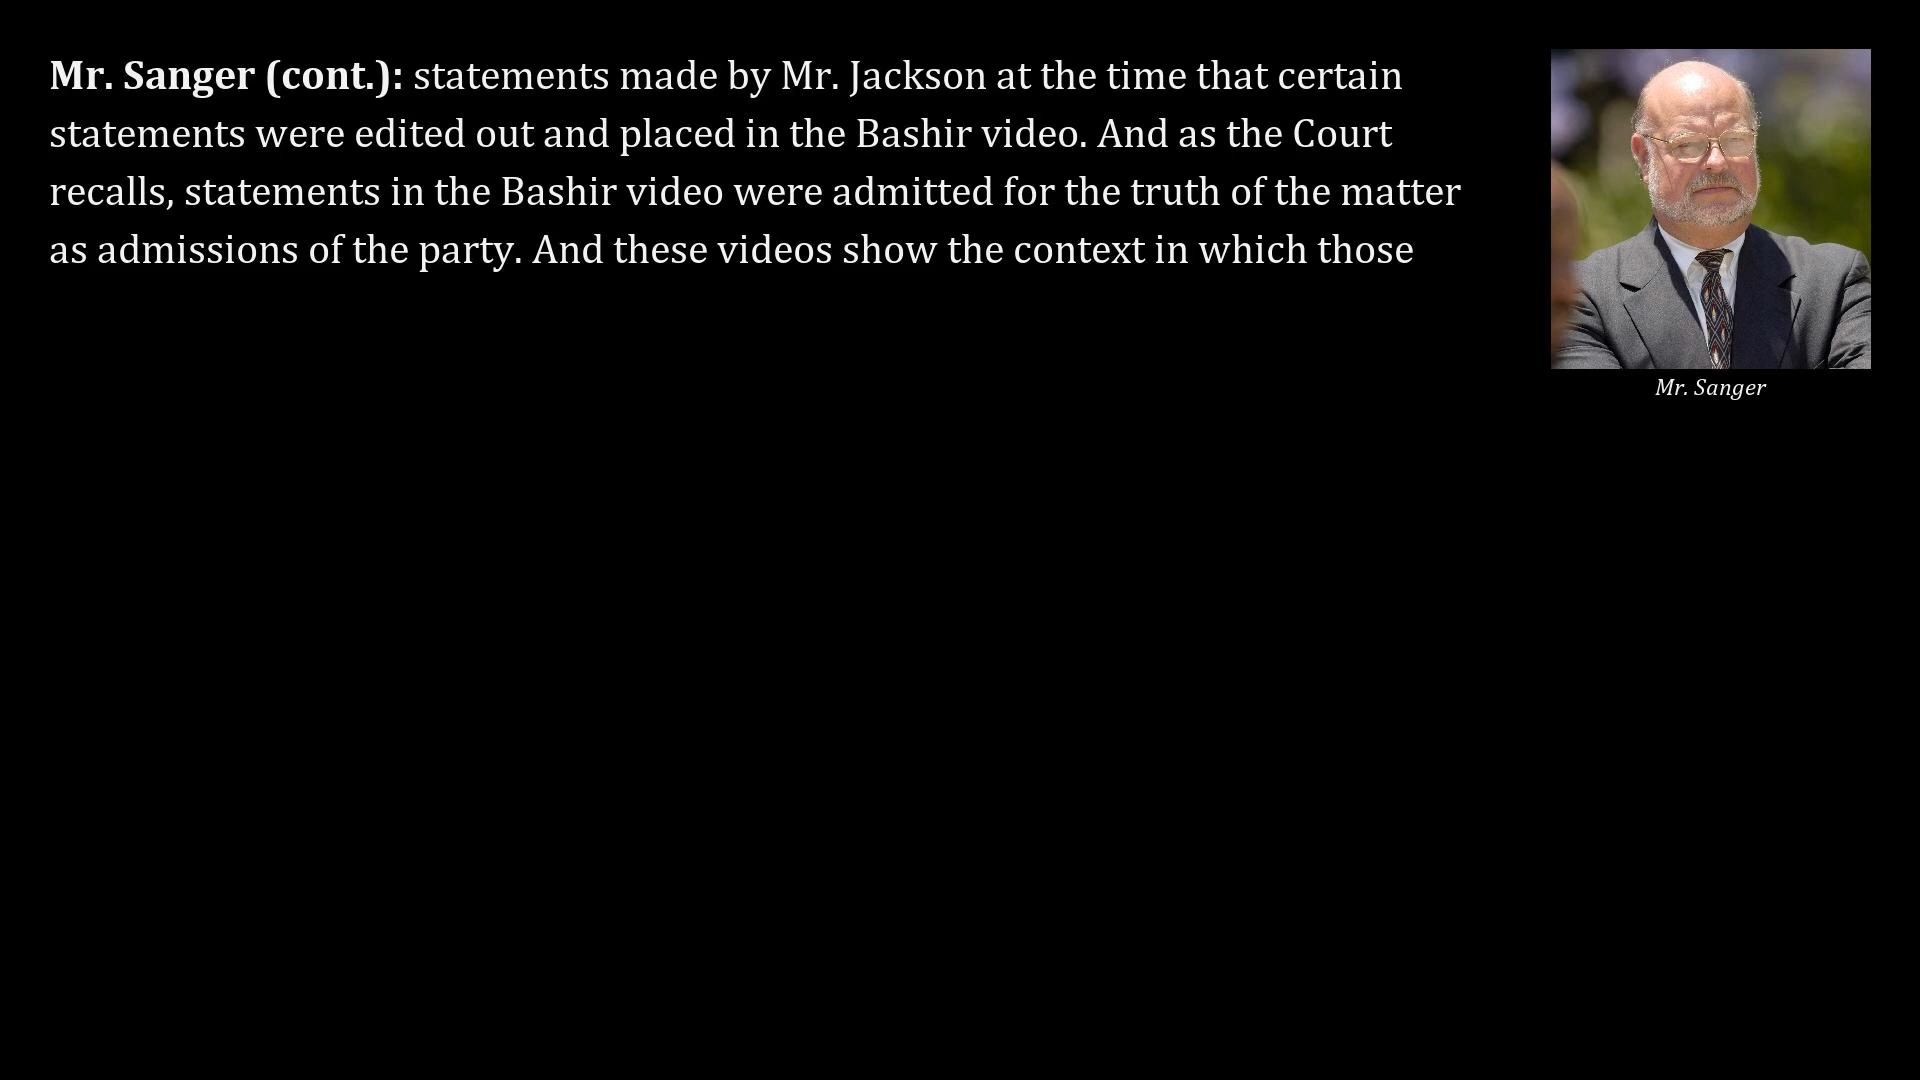 Mr. Sanger (cont.): statements made by Mr. Jackson at the time that certain
statements were edited out and placed in the Bashir video. And as the Court
recalls, statements in the Bashir video were admitted for the truth of the matter
as admissions of the party. And these videos show the context in which those
Mr. Sanger